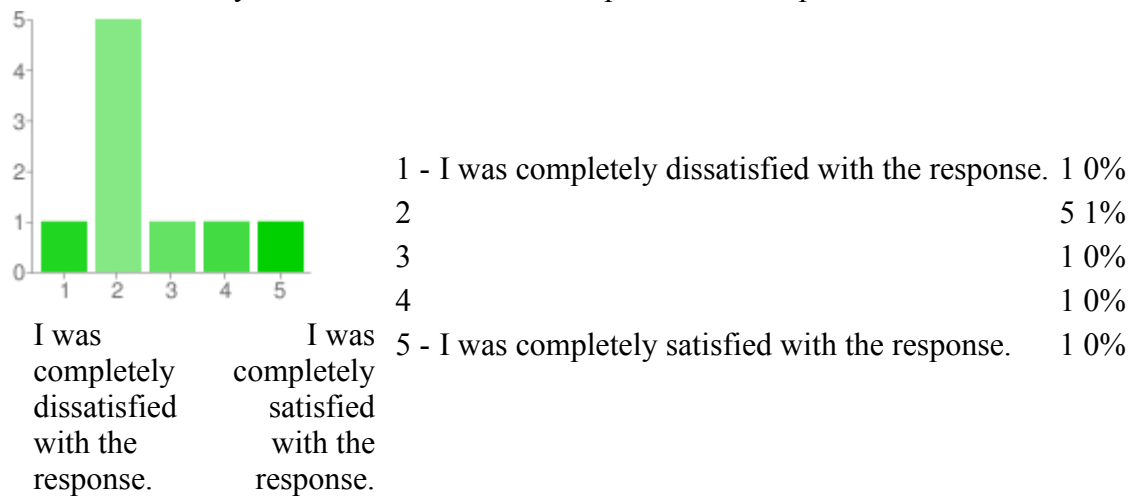 5
4
3
2
1
0
1 2 3 4 5
I was completely dissatisfied with the response.
I was completely satisfied with the response.
1 - I was completely dissatisfied with the response. 1 0%
2 5 1%
3 1 0%
4 1 0%
5 - I was completely satisfied with the response. 1 0%